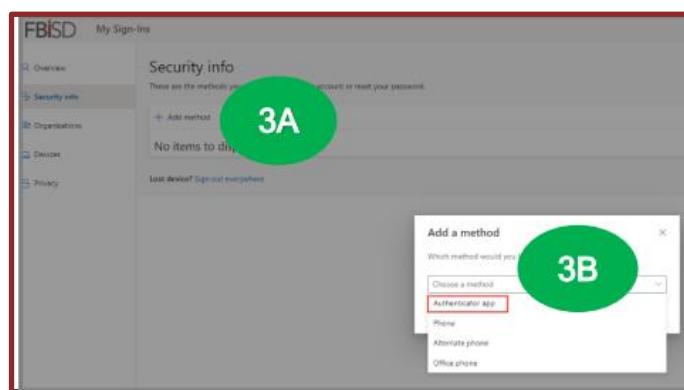 FBISD My Sign-Ins
Overview
Security info
Organizations
Devices
Privacy
Security info
These are the methods you account or reset your password.
+ Add method
3A
No items to
Lost device? Sign out everywhere
Add a method
Which method would you
3B
Choose a method
Authenticator app
Phone
Alternate phone
Office phone